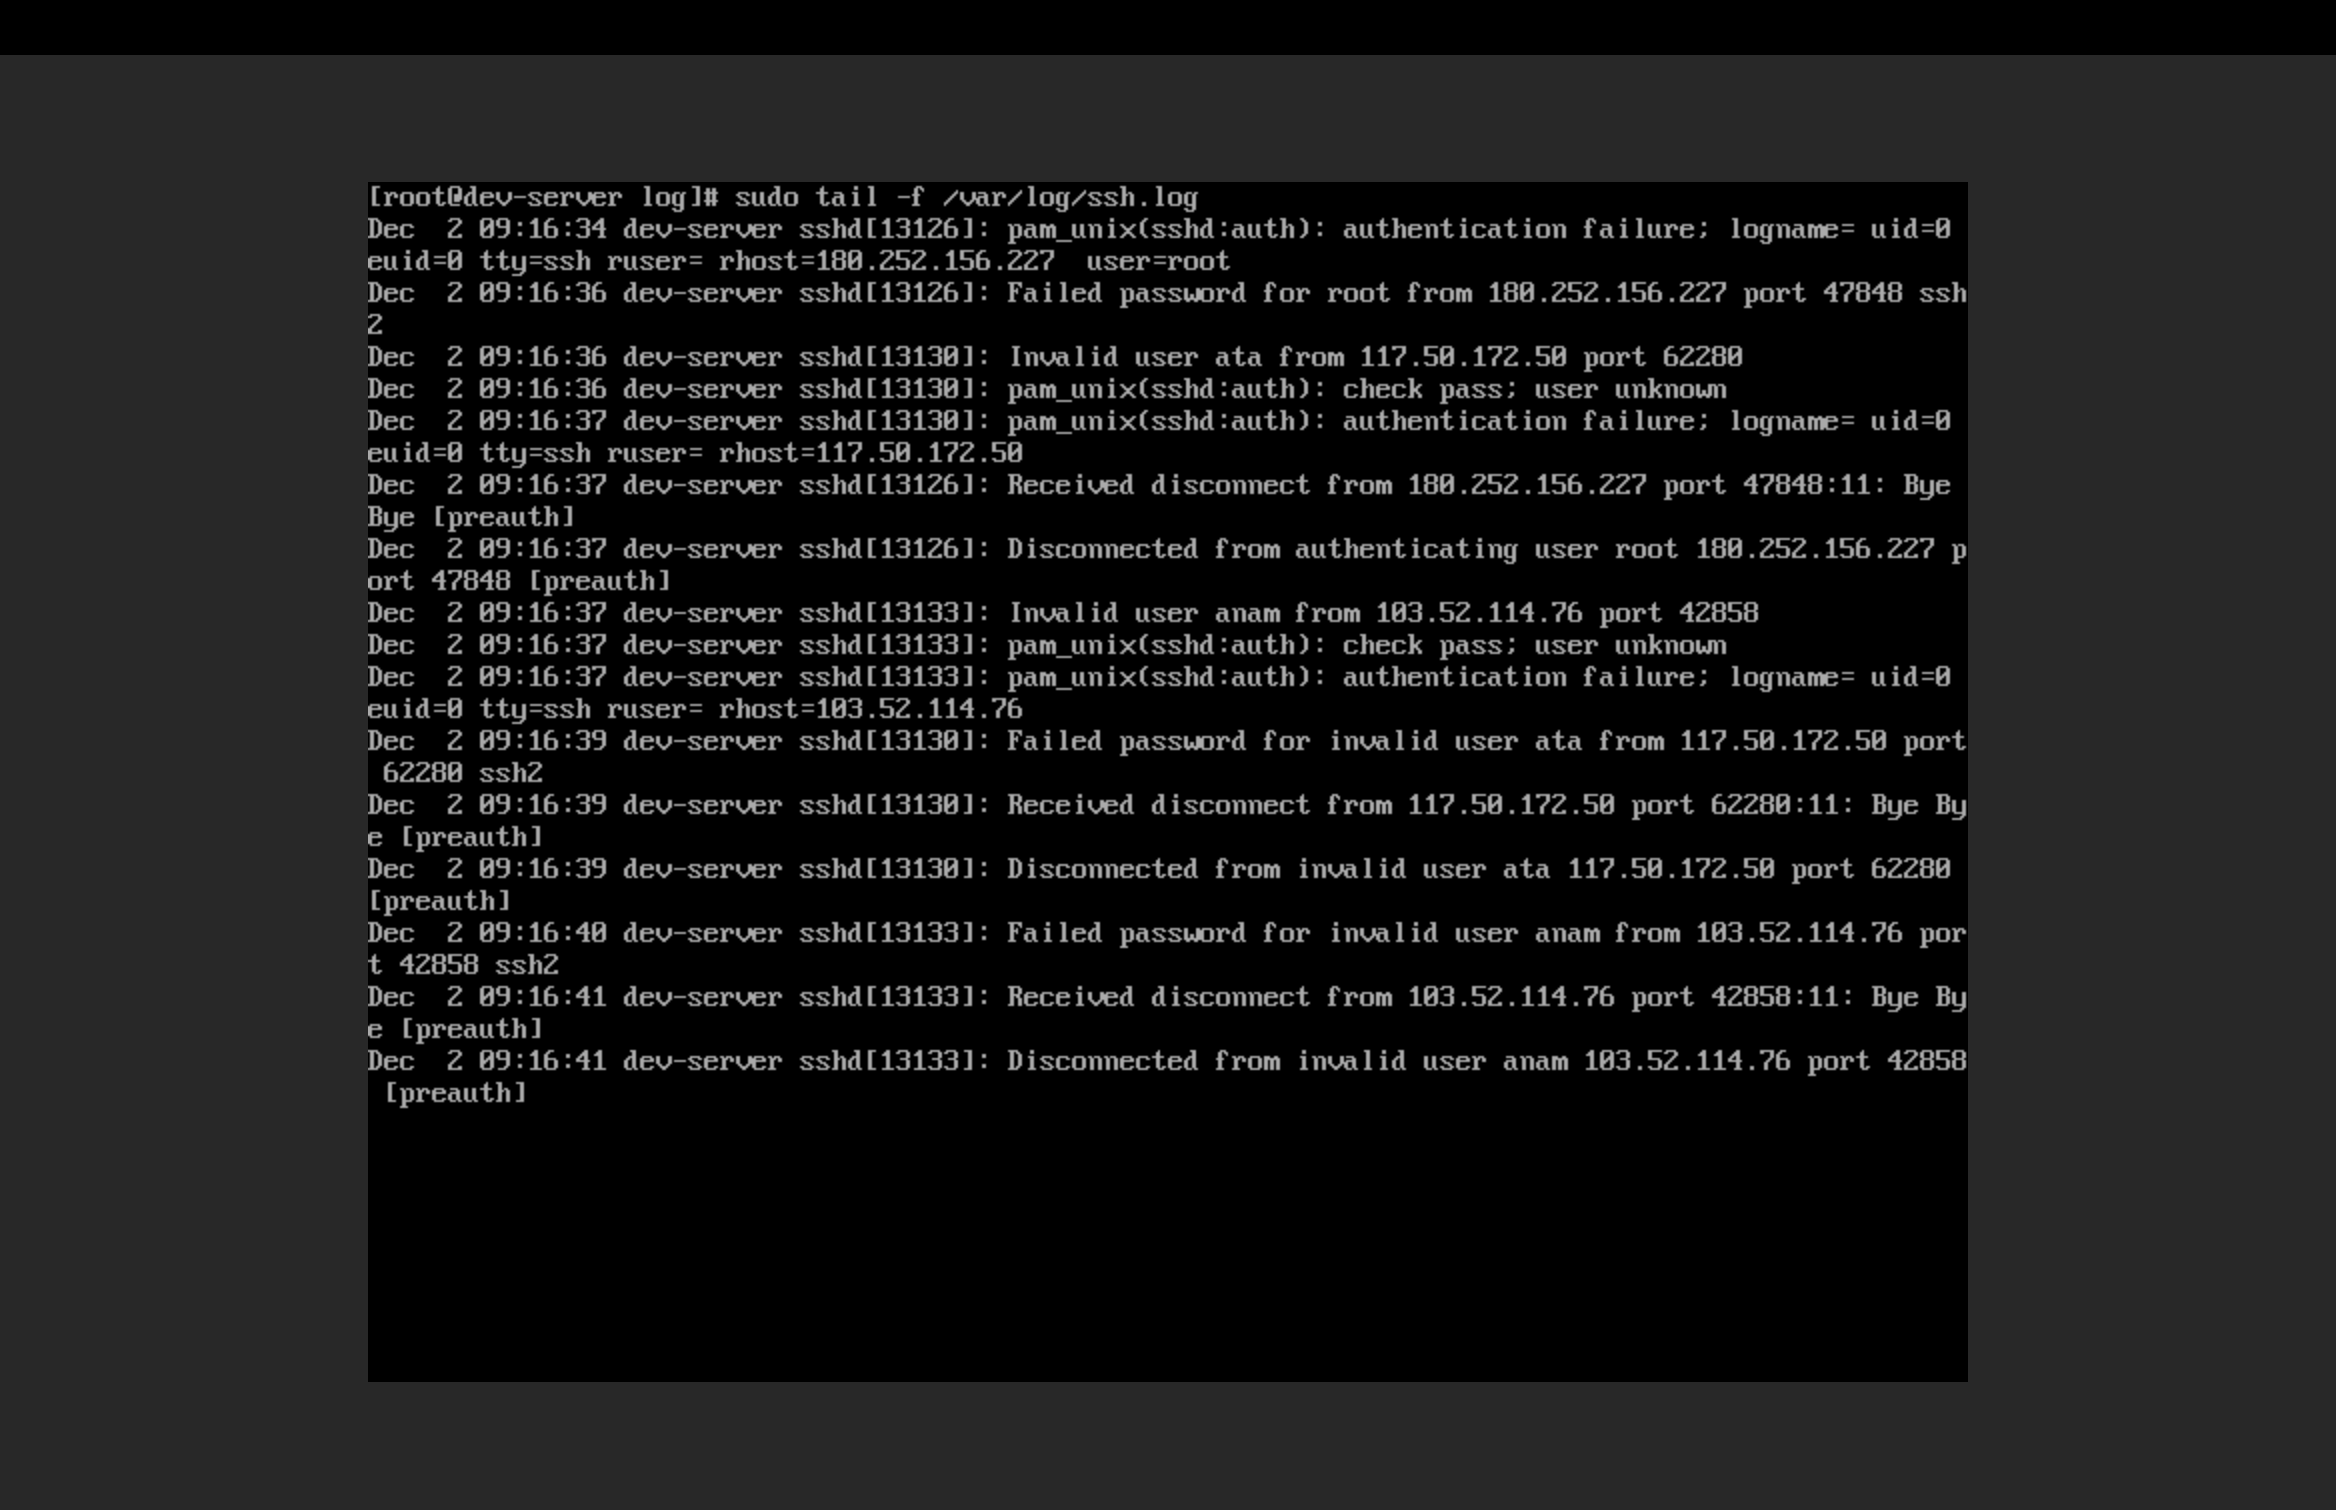 [root@dev-server log]# sudo tail -f /var/log/ssh.log
Dec  2 09:16:34 dev-server sshd[13126]: pam_unix(sshd:auth): authentication failure; logname= uid=0
euid=0 tty=ssh ruser= rhost=180.252.156.227  user=root
Dec  2 09:16:36 dev-server sshd[13126]: Failed password for root from 180.252.156.227 port 47848 ssh
2
Dec  2 09:16:36 dev-server sshd[13130]: Invalid user ata from 117.50.172.50 port 62280
Dec  2 09:16:36 dev-server sshd[13130]: pam_unix(sshd:auth): check pass; user unknown
Dec  2 09:16:37 dev-server sshd[13130]: pam_unix(sshd:auth): authentication failure; logname= uid=0
euid=0 tty=ssh ruser= rhost=117.50.172.50
Dec  2 09:16:37 dev-server sshd[13126]: Received disconnect from 180.252.156.227 port 47848:11: Bye
Bye [preauth]
Dec  2 09:16:37 dev-server sshd[13126]: Disconnected from authenticating user root 180.252.156.227 p
ort 47848 [preauth]
Dec  2 09:16:37 dev-server sshd[13133]: Invalid user anam from 103.52.114.76 port 42858
Dec  2 09:16:37 dev-server sshd[13133]: pam_unix(sshd:auth): check pass; user unknown
Dec  2 09:16:37 dev-server sshd[13133]: pam_unix(sshd:auth): authentication failure; logname= uid=0
euid=0 tty=ssh ruser= rhost=103.52.114.76
Dec  2 09:16:39 dev-server sshd[13130]: Failed password for invalid user ata from 117.50.172.50 port
 62280 ssh2
Dec  2 09:16:39 dev-server sshd[13130]: Received disconnect from 117.50.172.50 port 62280:11: Bye By
e [preauth]
Dec  2 09:16:39 dev-server sshd[13130]: Disconnected from invalid user ata 117.50.172.50 port 62280
[preauth]
Dec  2 09:16:40 dev-server sshd[13133]: Failed password for invalid user anam from 103.52.114.76 por
t 42858 ssh2
Dec  2 09:16:41 dev-server sshd[13133]: Received disconnect from 103.52.114.76 port 42858:11: Bye By
e [preauth]
Dec  2 09:16:41 dev-server sshd[13133]: Disconnected from invalid user anam 103.52.114.76 port 42858
 [preauth]